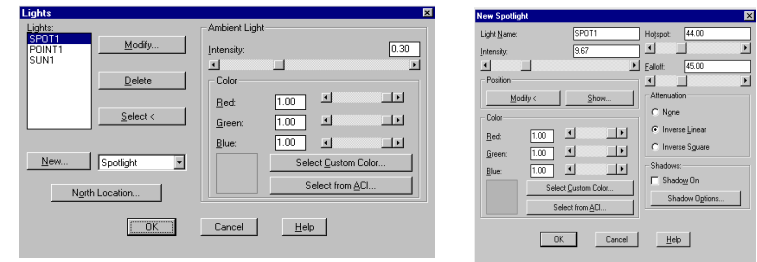 Lights
Lights:
SPOT1
POINT1
SUN1
Modify...
Delete
Select <
New...
Spotlight
North Location...
Ambient Light
Intensity:
0.30
Color
Red:
1.00
Green:
1.00
Blue:
1.00
Select Custom Color...
Select from ACI...
OK
Cancel
Help
New Spotlight
Light Name:
SPOT1
Intensity:
9.67
Position
Modify <
Show...
Color
Red:
1.00
Green:
1.00
Blue:
1.00
Select Custom Color...
Select from ACI...
Hotspot:
44.00
Falloff:
45.00
Attenuation
None
Inverse Linear
Inverse Square
Shadows:
Shadow On
Shadow Options...
OK
Cancel
Help